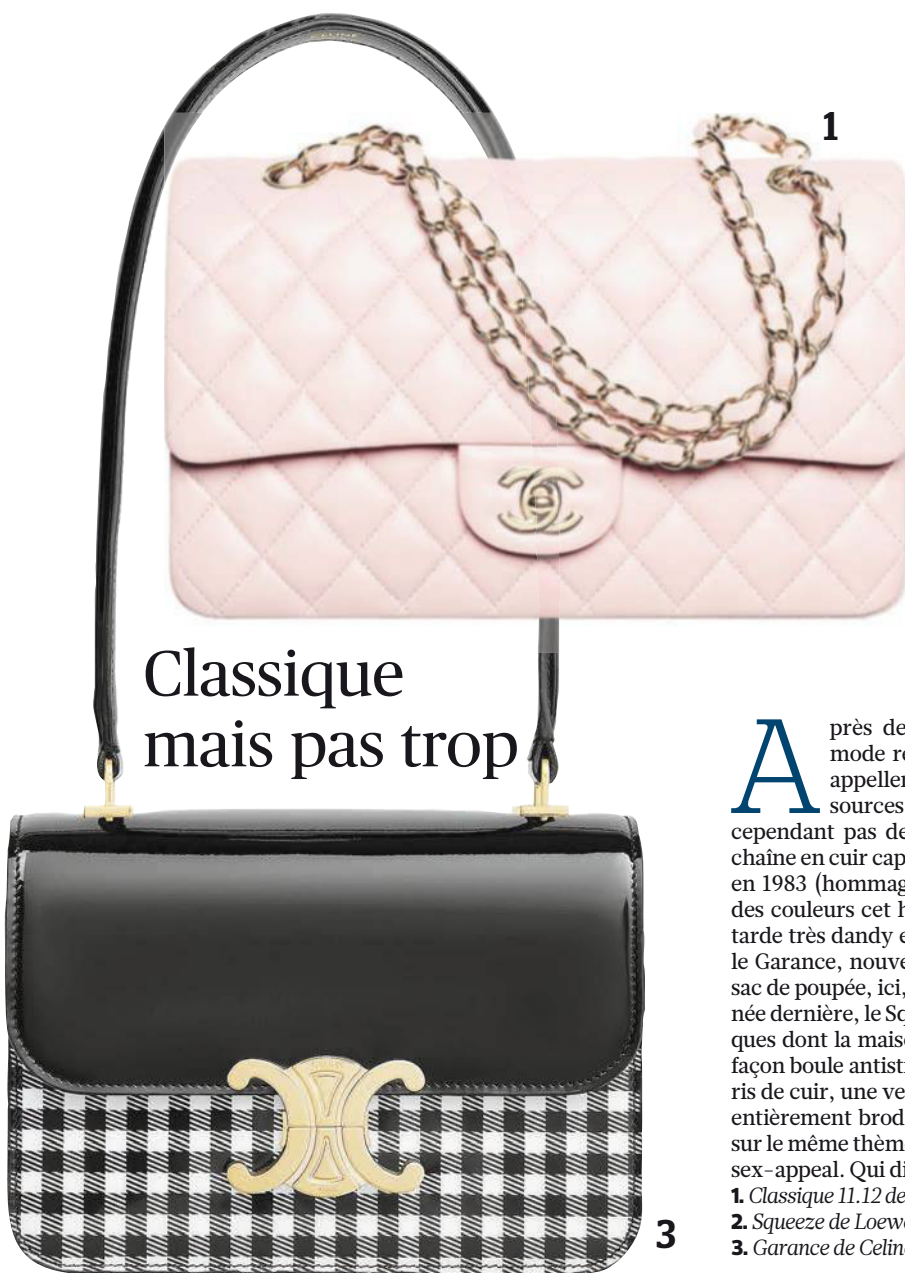 CELINE
1
Classique
mais pas trop
3
Après de
mode re
appeller
sources
cependant pas de
chaîne en cuir cap
en 1983 (hommag
des couleurs cet h
tarde très dandy e
le Garance, nouve
sac de poupée, ici,
née dernière, le Sq
ques dont la maiso
façon boule antistr
ris de cuir, une ve
entièrement brod
sur le même thème
sex-appeal. Qui di
1. Classique 11.12 de
2. Squeeze de Loewe
3. Garance de Celine